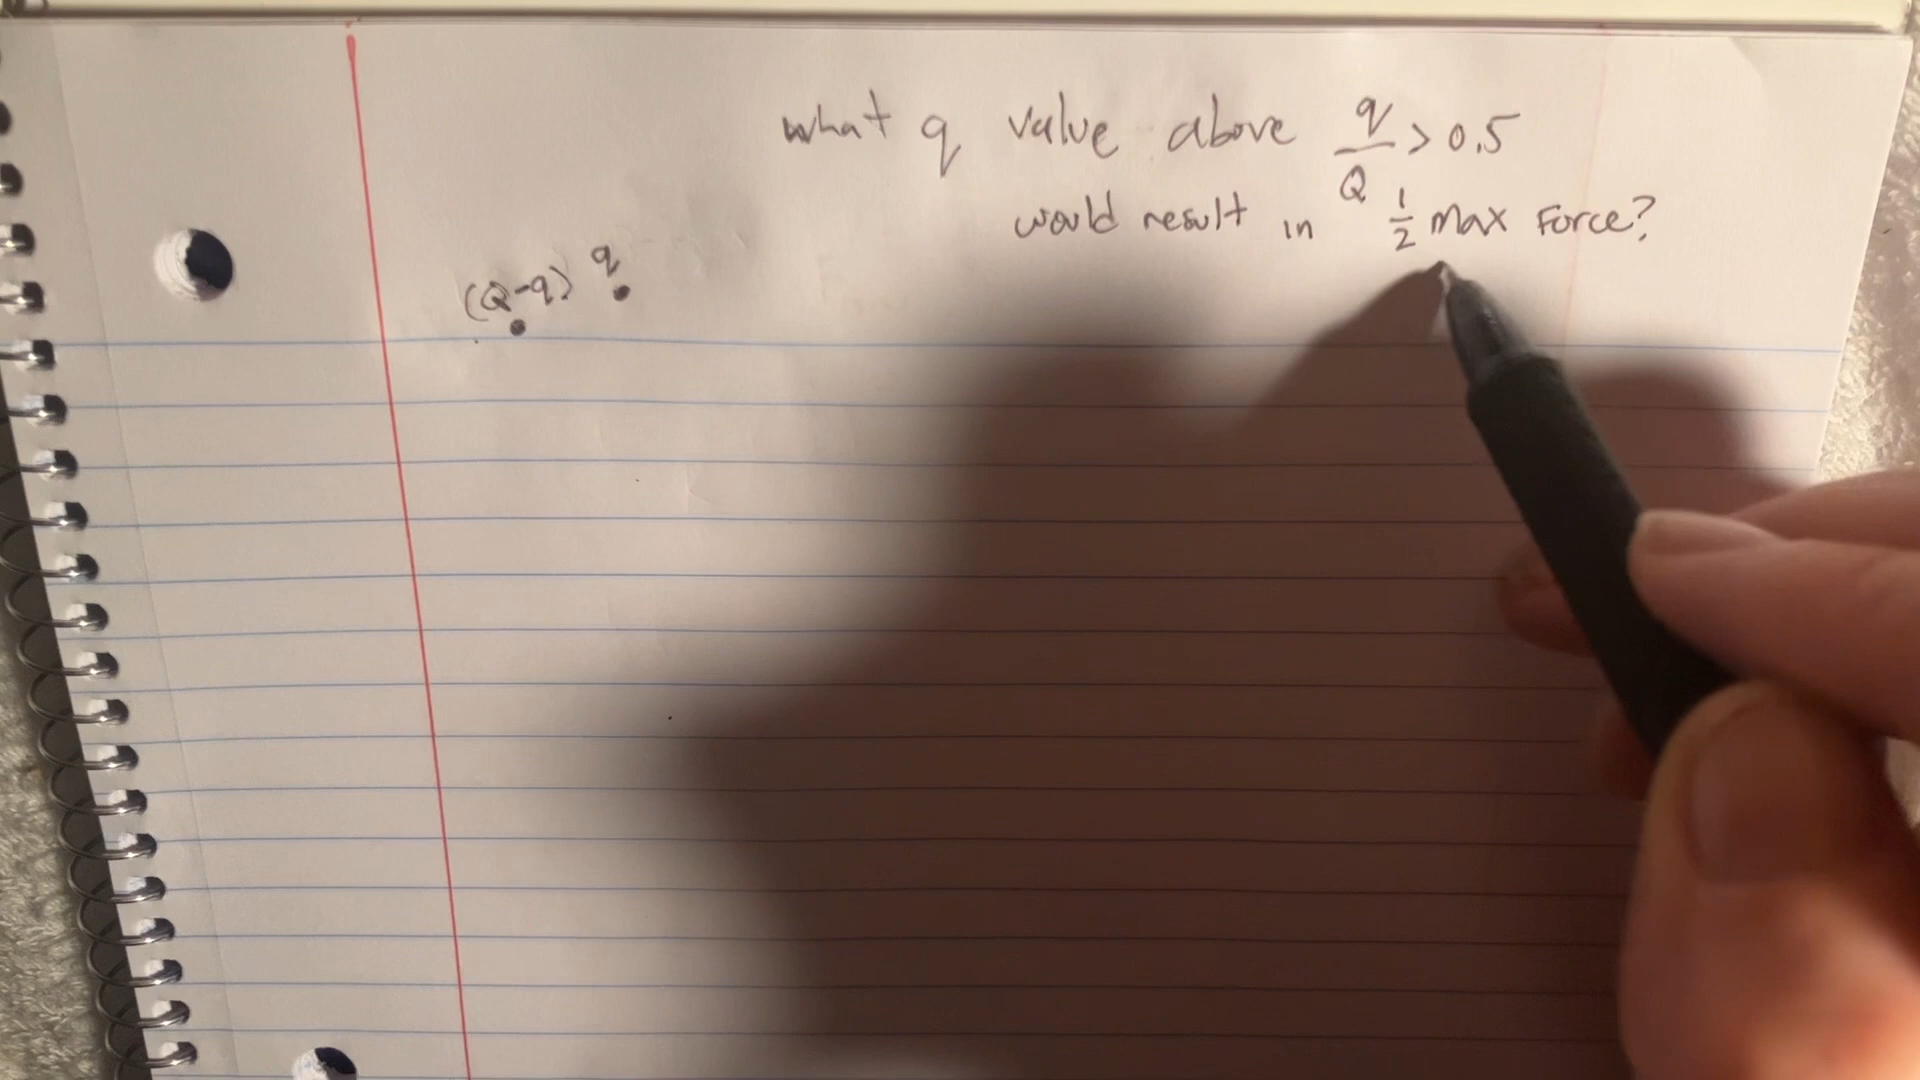 what q value above q/Q > 0.5
would result in 1/2 max Force?
(Q-q) q